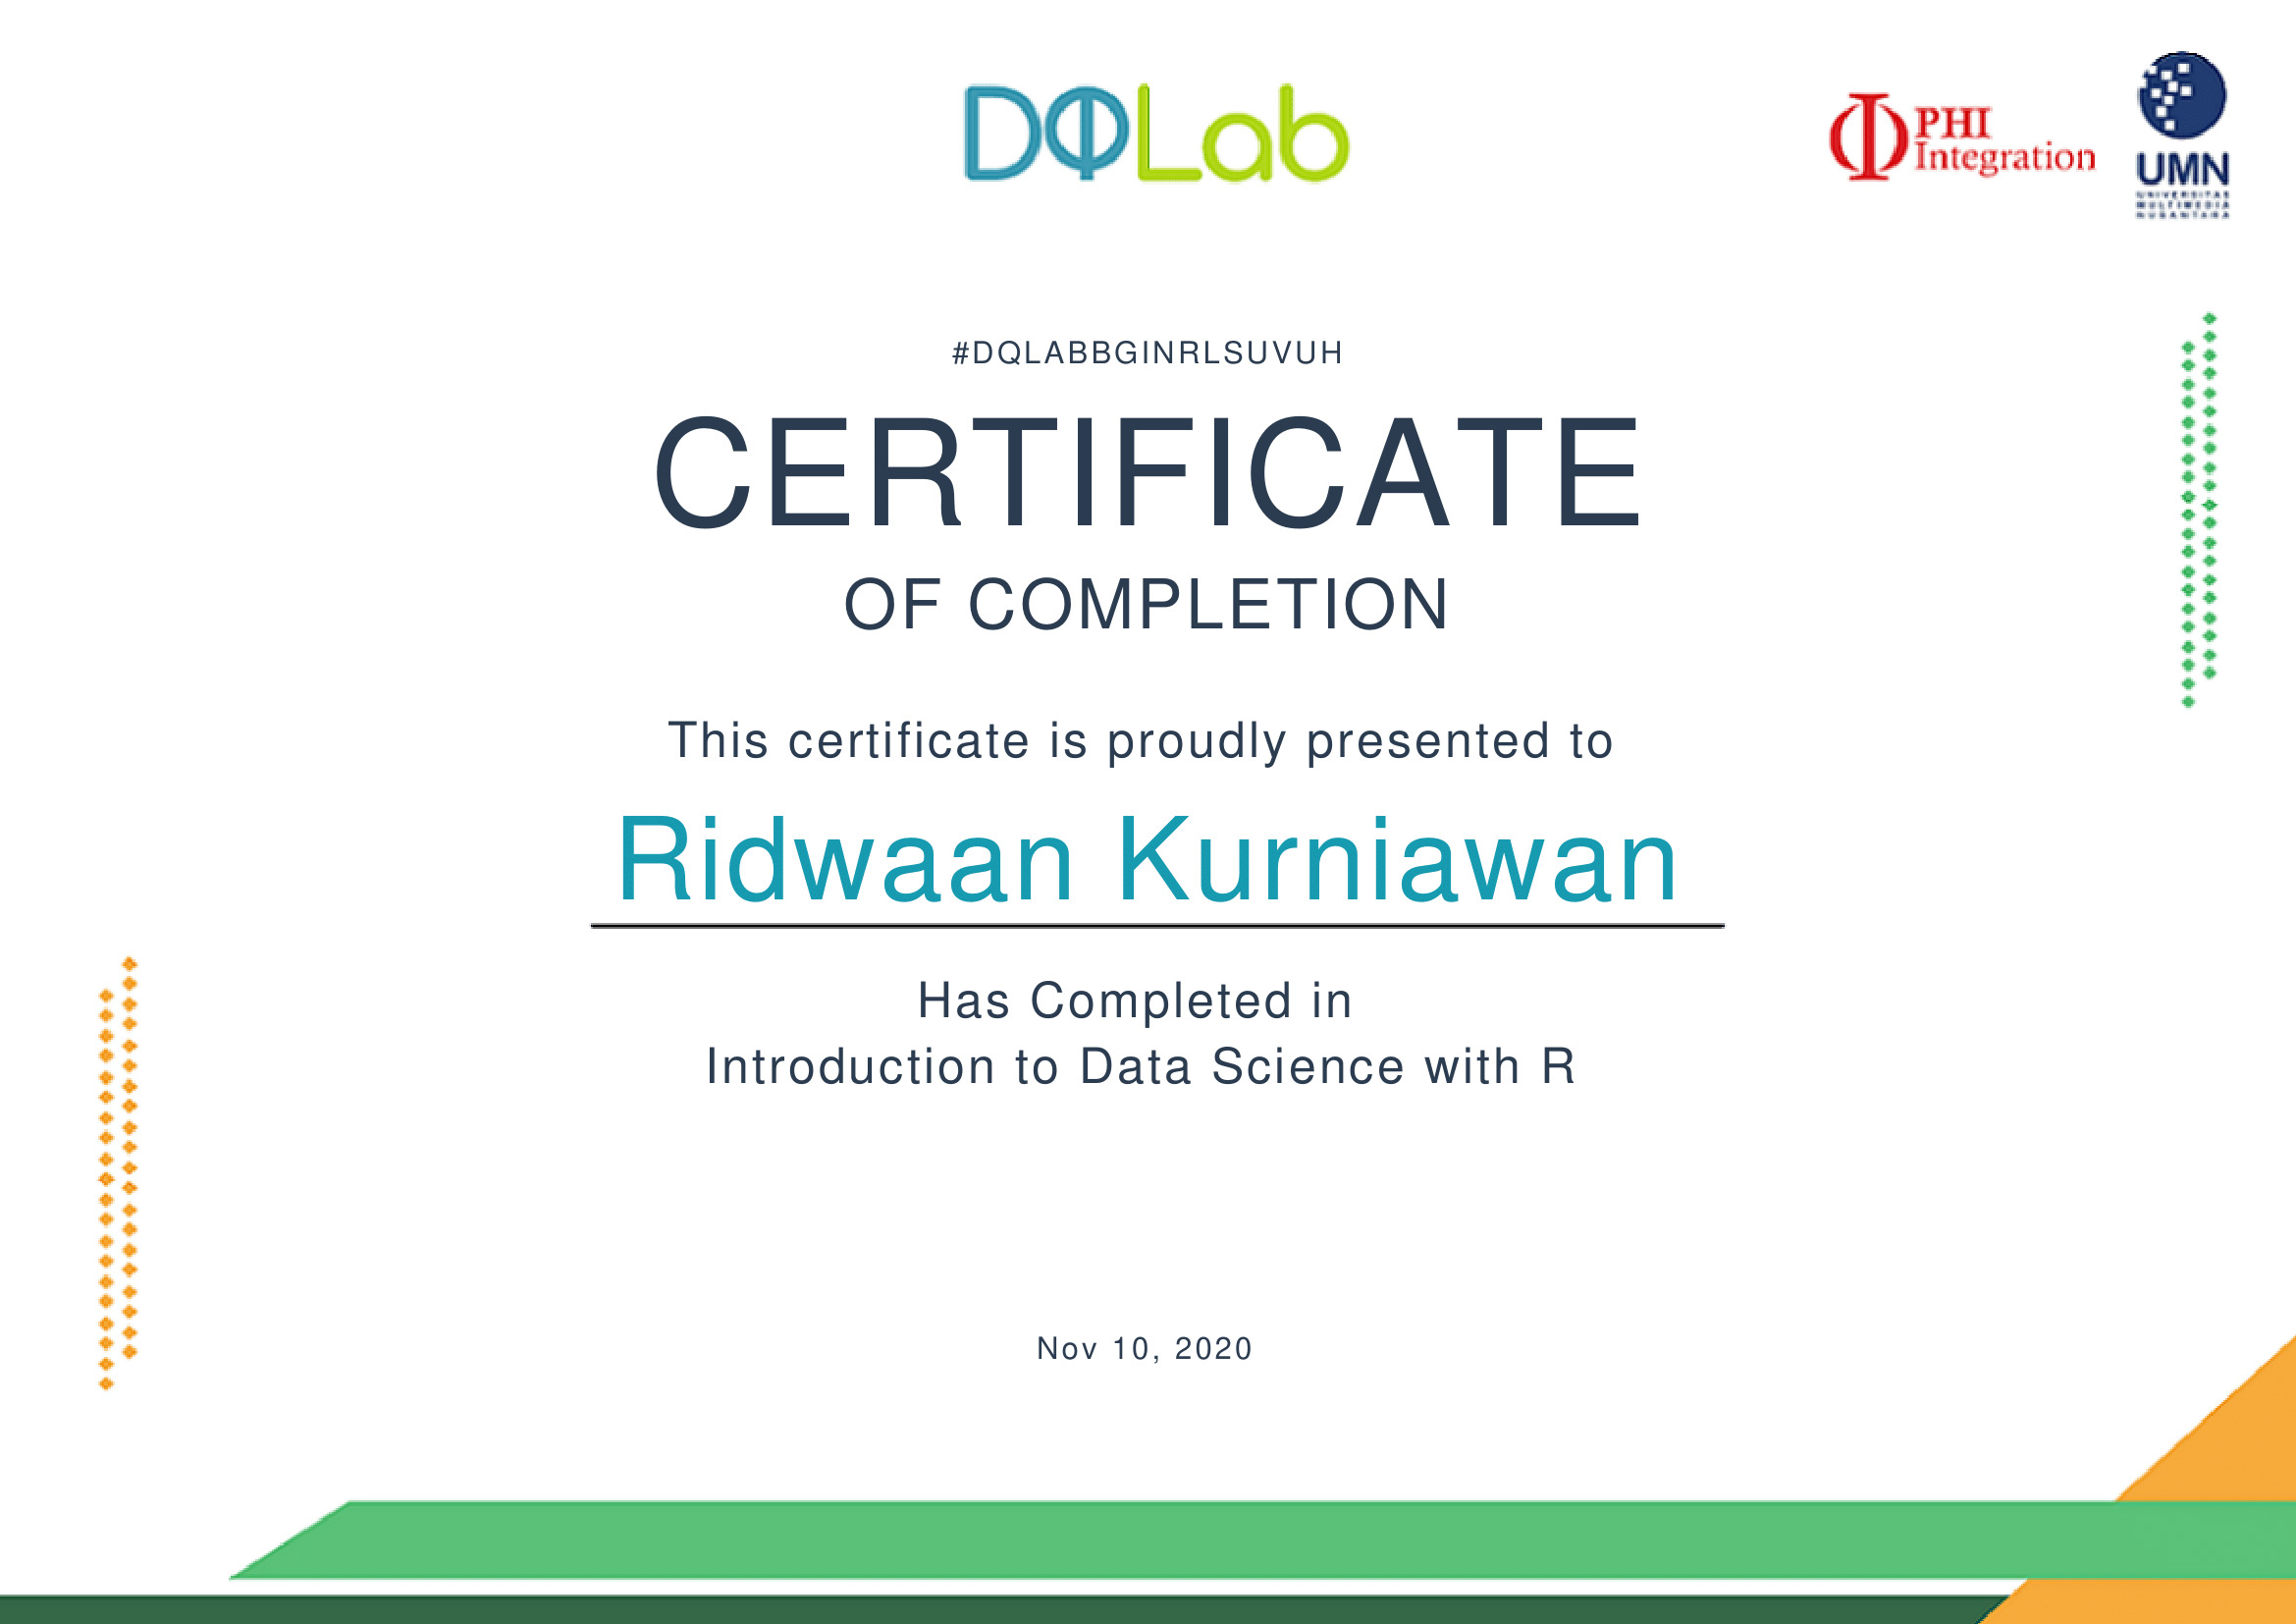 DQLab
PHI
Integration
UMN
UNIVERSITAS
MULTIMEDIA
NUSANTARA
#DQLABBGINRLSUVUH
CERTIFICATE
OF COMPLETION
This certificate is proudly presented to
Ridwaan Kurniawan
Has Completed in
Introduction to Data Science with R
Nov 10, 2020